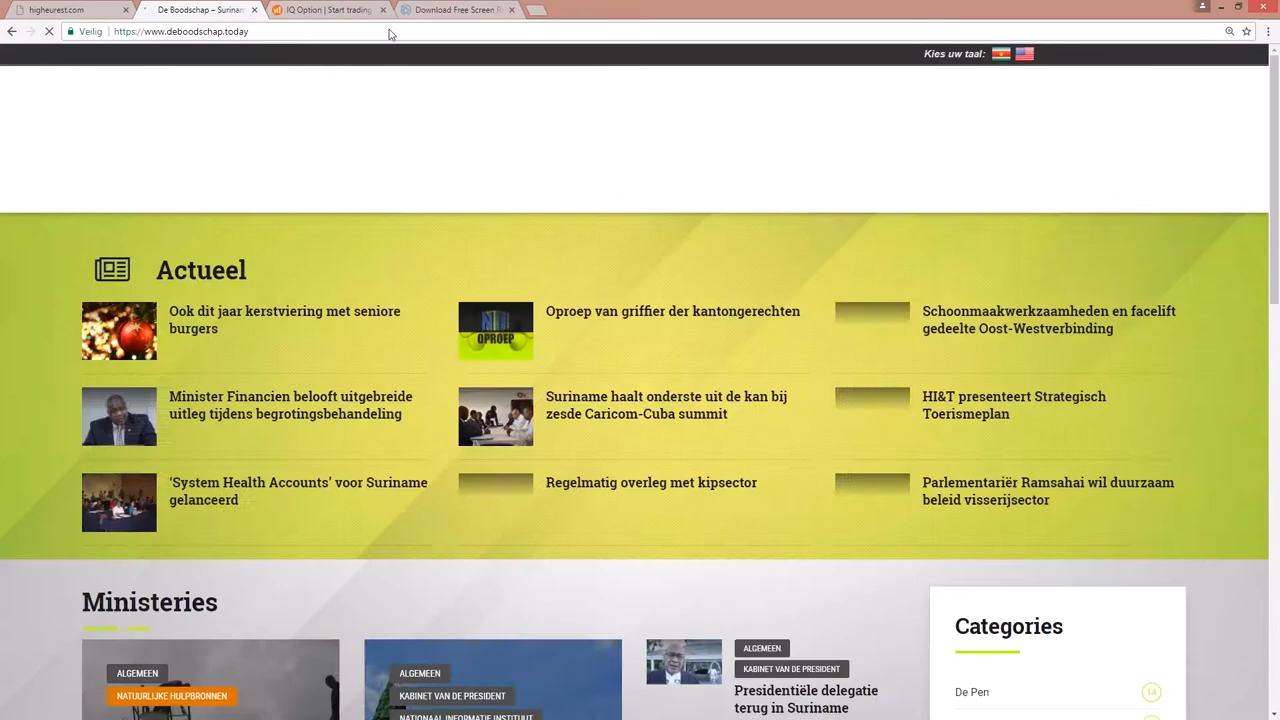 higheurest.com
De Boodschap – Surinam
IQ Option | Start trading
Download Free Screen R
Veilig
https://www.deboodschap.today
Kies uw taal:
Actueel
Ook dit jaar kerstviering met seniore
burgers
OPROEP
Oproep van griffier der kantongerechten
Schoonmaakwerkzaamheden en facelift
gedeelte Oost-Westverbinding
Minister Financien belooft uitgebreide
uitleg tijdens begrotingsbehandeling
Suriname haalt onderste uit de kan bij
zesde Caricom-Cuba summit
HI&T presenteert Strategisch
Toerismeplan
‘System Health Accounts’ voor Suriname
gelanceerd
Regelmatig overleg met kipsector
Parlementariër Ramsahai wil duurzaam
beleid visserijsector
Ministeries
ALGEMEEN
NATUURLIJKE HULPBRONNEN
ALGEMEEN
KABINET VAN DE PRESIDENT
NATIONAAL INFORMATIE INSTITUUT
ALGEMEEN
KABINET VAN DE PRESIDENT
Presidentiële delegatie
terug in Suriname
Categories
De Pen
14